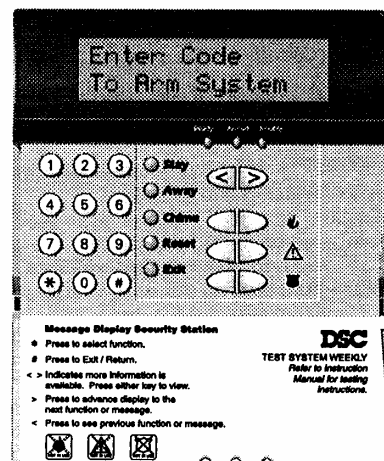 Enter Code
To Arm System
Ready Armed Trouble
1 2 3 Stay
< >
Away
4 5 6
Chime
7 8 9 Reset
Exit
* 0 #
Message Display Security Station
* Press to select function.
# Press to Exit / Return.
< > Indicates more information is
available. Press either key to view.
> Press to advance display to the
next function or message.
< Press to see previous function or message.
DSC
TEST SYSTEM WEEKLY
Refer to Instruction
Manual for testing
instructions.